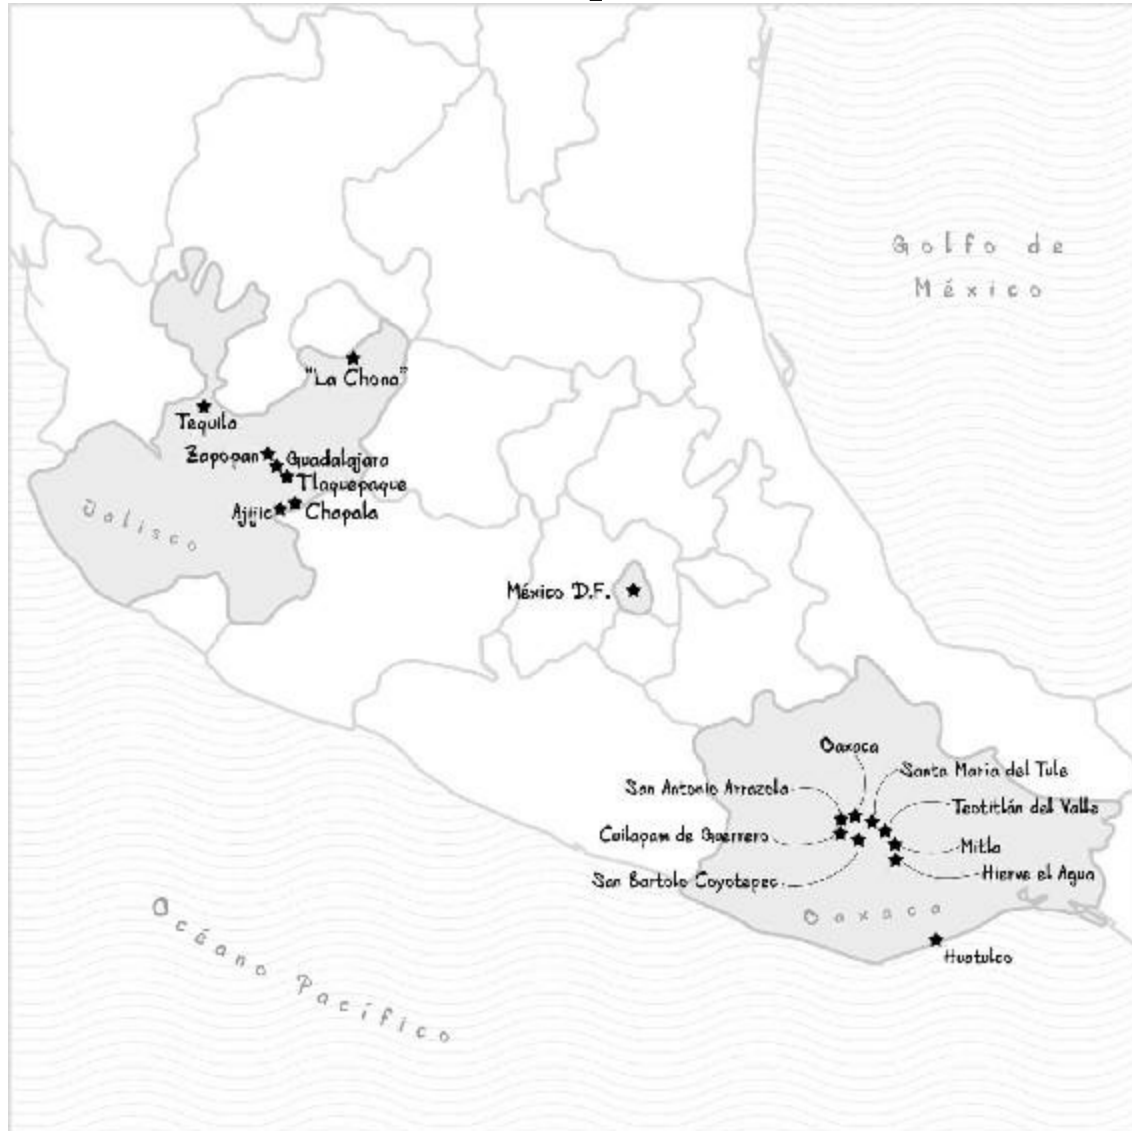 Golfo de
México
"La Chona"
Tequila
Zapopan
Guadalajara
Tlaquepaque
Ajijic
Chapala
Jalisco
México D.F.
Oaxaca
Santa María del Tule
San Antonio Arrazola
Teotitlán del Valle
Cuilapam de Guerrero
Mitla
Hierve el Agua
San Bartolo Coyotepec
Oaxaca
Huatulco
Océano Pacífico